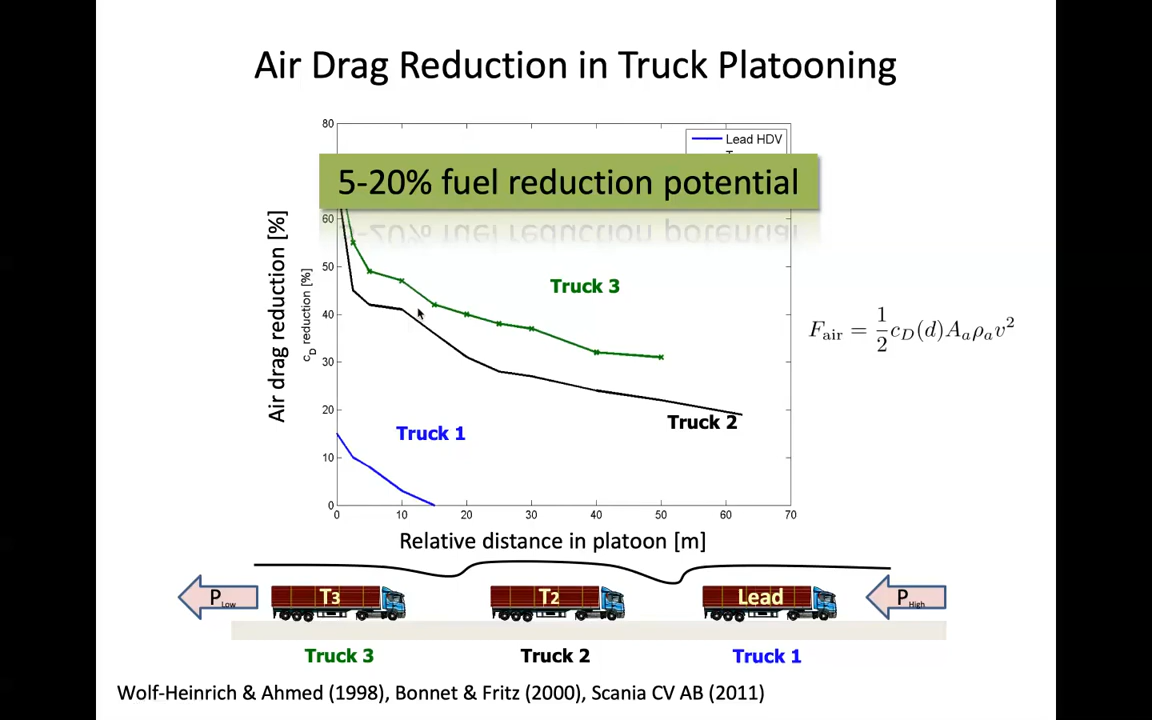 Air Drag Reduction in Truck Platooning
80
Lead HDV
5-20% fuel reduction potential
60
50
40
30
20
10
0
Air drag reduction [%]
c_D reduction [%]
Truck 3
Truck 2
Truck 1
0 10 20 30 40 50 60 70
Relative distance in platoon [m]
F_air = 1/2 c_D(d)A_aρ_av²
P_Low
T3
T2
Lead
P_High
Truck 3
Truck 2
Truck 1
Wolf-Heinrich & Ahmed (1998), Bonnet & Fritz (2000), Scania CV AB (2011)